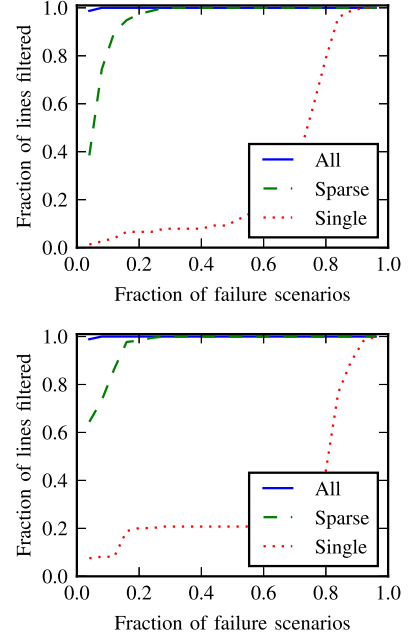 Fraction of lines filtered
1.0
0.8
0.6
0.4
0.2
0.0
All
Sparse
Single
0.0 0.2 0.4 0.6 0.8 1.0
Fraction of failure scenarios
Fraction of lines filtered
1.0
0.8
0.6
0.4
0.2
0.0
All
Sparse
Single
0.0 0.2 0.4 0.6 0.8 1.0
Fraction of failure scenarios